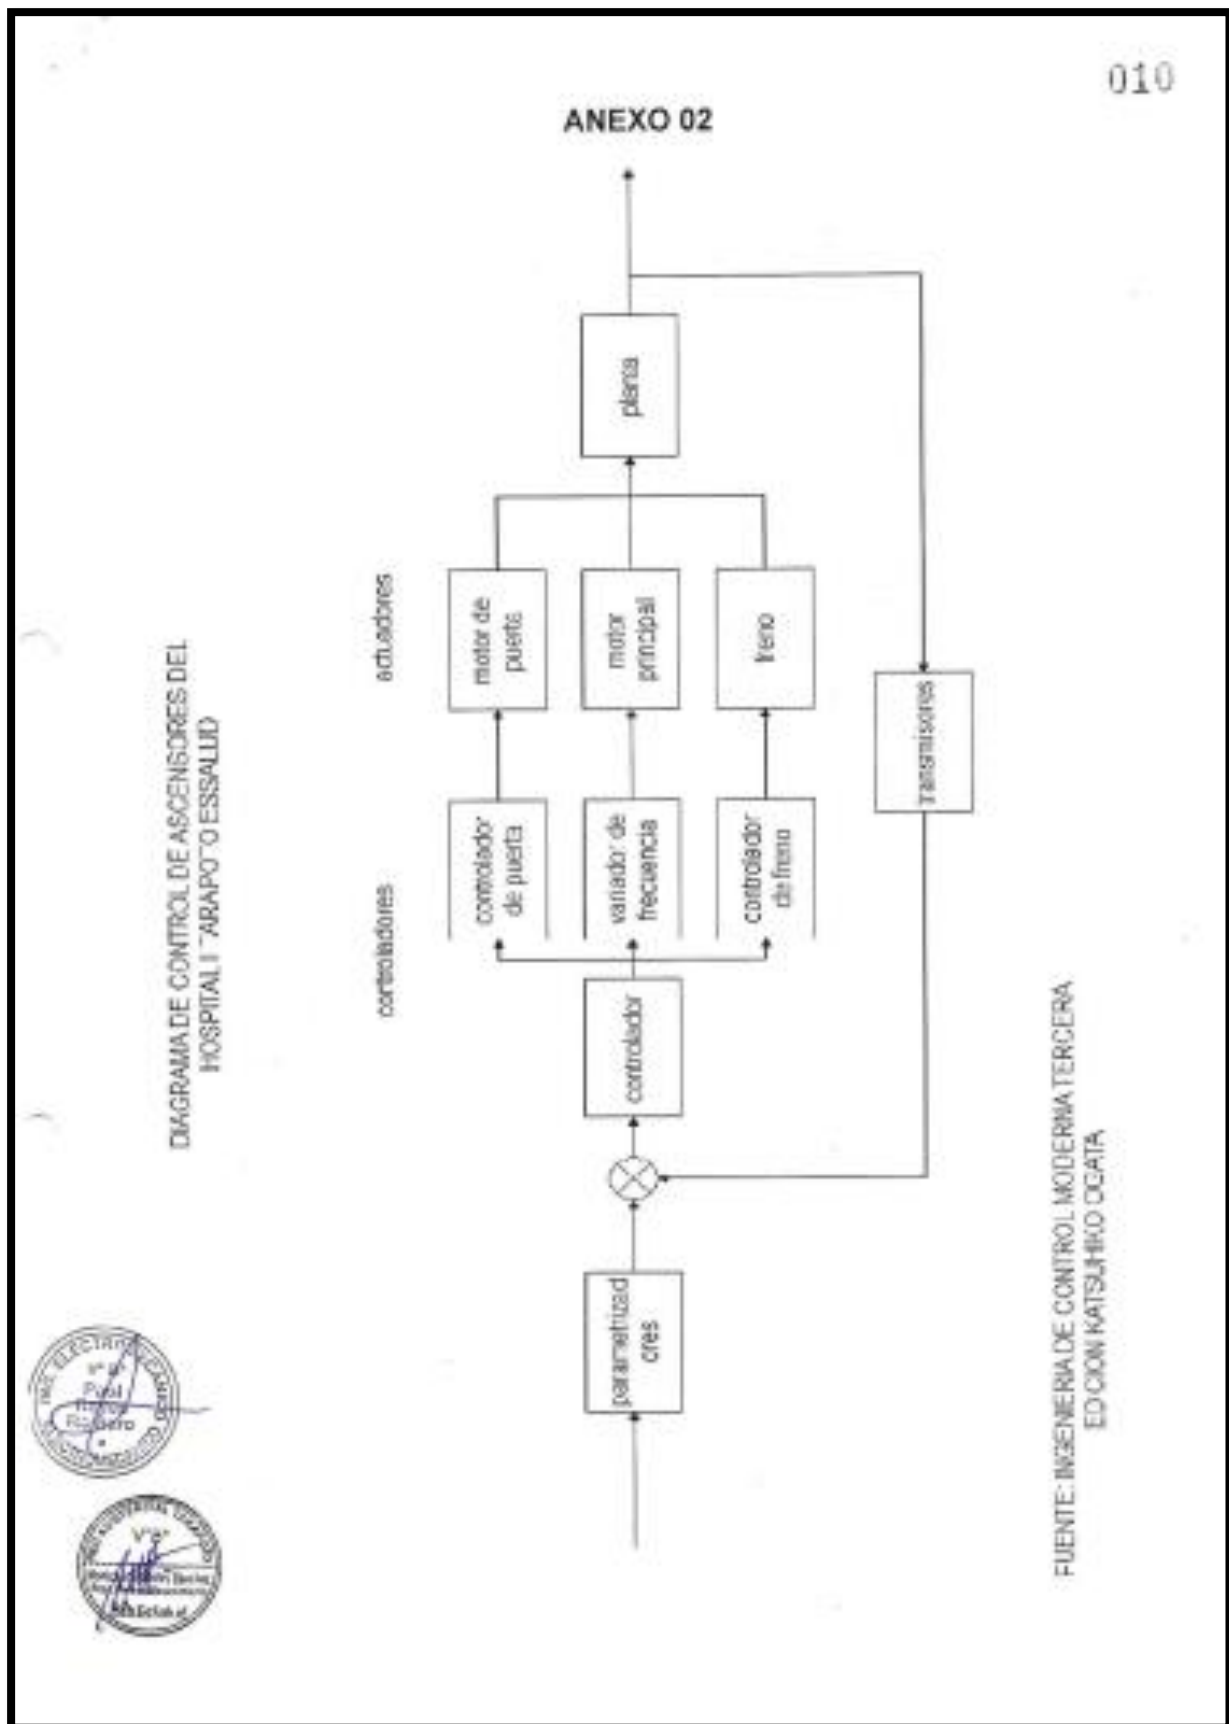 010
ANEXO 02
DIAGRAMA DE CONTROL DE ASCENSORES DEL
HOSPITAL II TARAPOTO ESSALUD
controladores
actuadores
parametrizad
ores
controlador
controlador
de puerta
motor de
puerta
variador de
frecuencia
motor
principal
controlador
de freno
freno
planta
transmisores
FUENTE: INGENIERIA DE CONTROL MODERNA TERCERA
EDICION KATSUHIKO OGATA
V°B°
V°B°